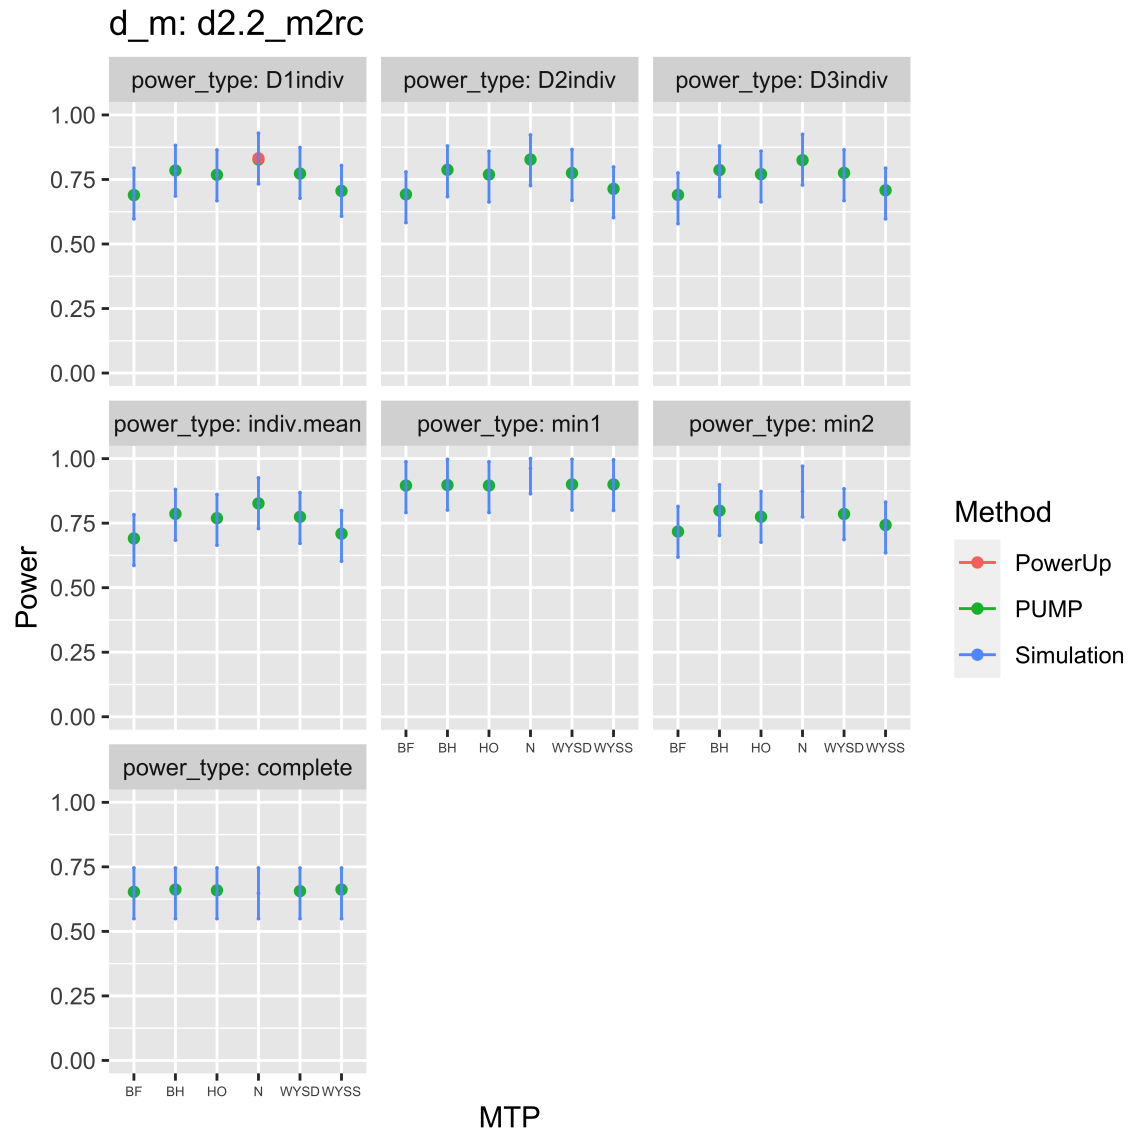 d_m: d2.2_m2rc
power_type: D1indiv
power_type: D2indiv
power_type: D3indiv
1.00
0.75
0.50
0.25
0.00
power_type: indiv.mean
power_type: min1
power_type: min2
1.00
0.75
0.50
0.25
0.00
BF BH HO N WYSD WYSS
BF BH HO N WYSD WYSS
power_type: complete
1.00
0.75
0.50
0.25
0.00
BF BH HO N WYSD WYSS
Power
MTP
Method
PowerUp
PUMP
Simulation